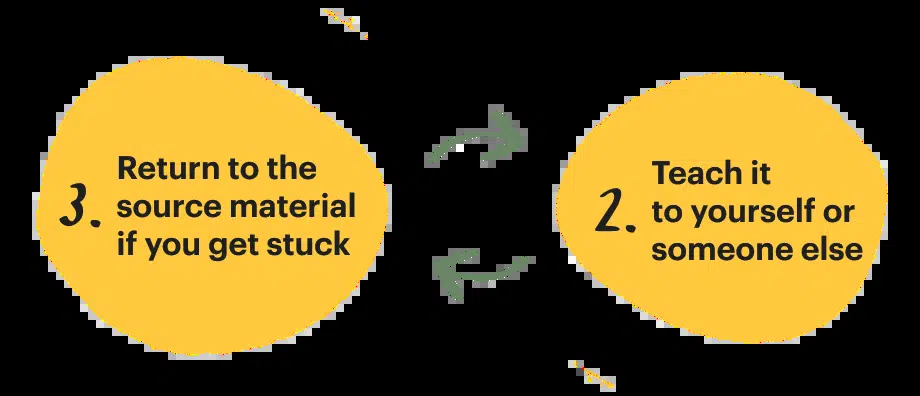 3. Return to the
source material
if you get stuck
2. Teach it
to yourself or
someone else